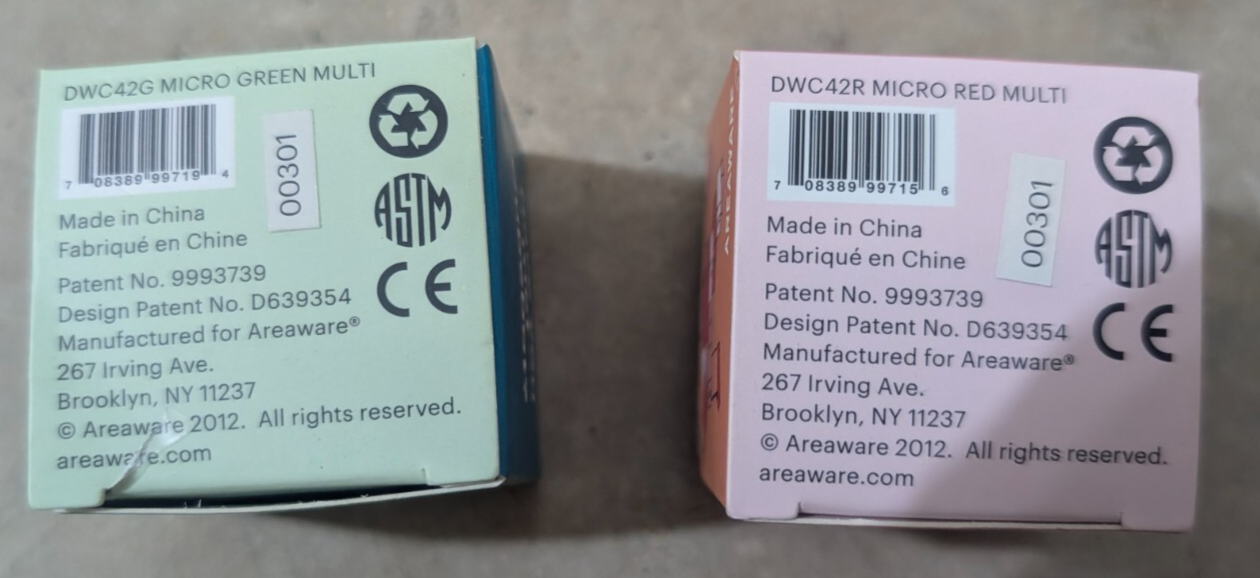 DWC42G MICRO GREEN MULTI
7 08389 99719 4
00301
ASTM
CE
Made in China
Fabriqué en Chine
Patent No. 9993739
Design Patent No. D639354
Manufactured for Areaware®
267 Irving Ave.
Brooklyn, NY 11237
© Areaware 2012. All rights reserved.
areaware.com
AREAWARE
DWC42R MICRO RED MULTI
7 08389 99715 6
00301
ASTM
CE
Made in China
Fabriqué en Chine
Patent No. 9993739
Design Patent No. D639354
Manufactured for Areaware®
267 Irving Ave.
Brooklyn, NY 11237
© Areaware 2012. All rights reserved.
areaware.com